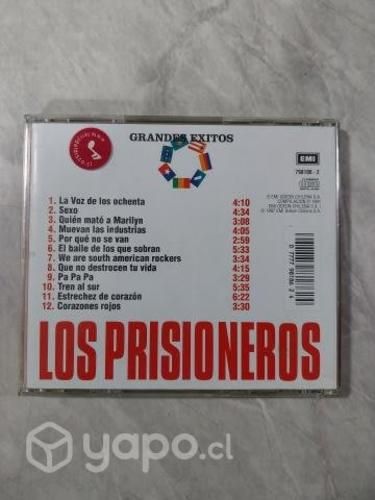 GRANDES EXITOS
EMI
798106 - 2
1. La Voz de los ochenta 4:10
2. Sexo 4:34
3. Quién mató a Marilyn 3:08
4. Muevan las industrias 4:05
5. Por qué no se van 2:59
6. El baile de los que sobran 5:33
7. We are south american rockers 2:59
8. Que no destrocen tu vida 4:15
9. Pa Pa Pa 3:29
10. Tren al sur 5:35
11. Estrechez de corazón 6:22
12. Corazones rojos 3:30
LOS PRISIONEROS
yapo.cl